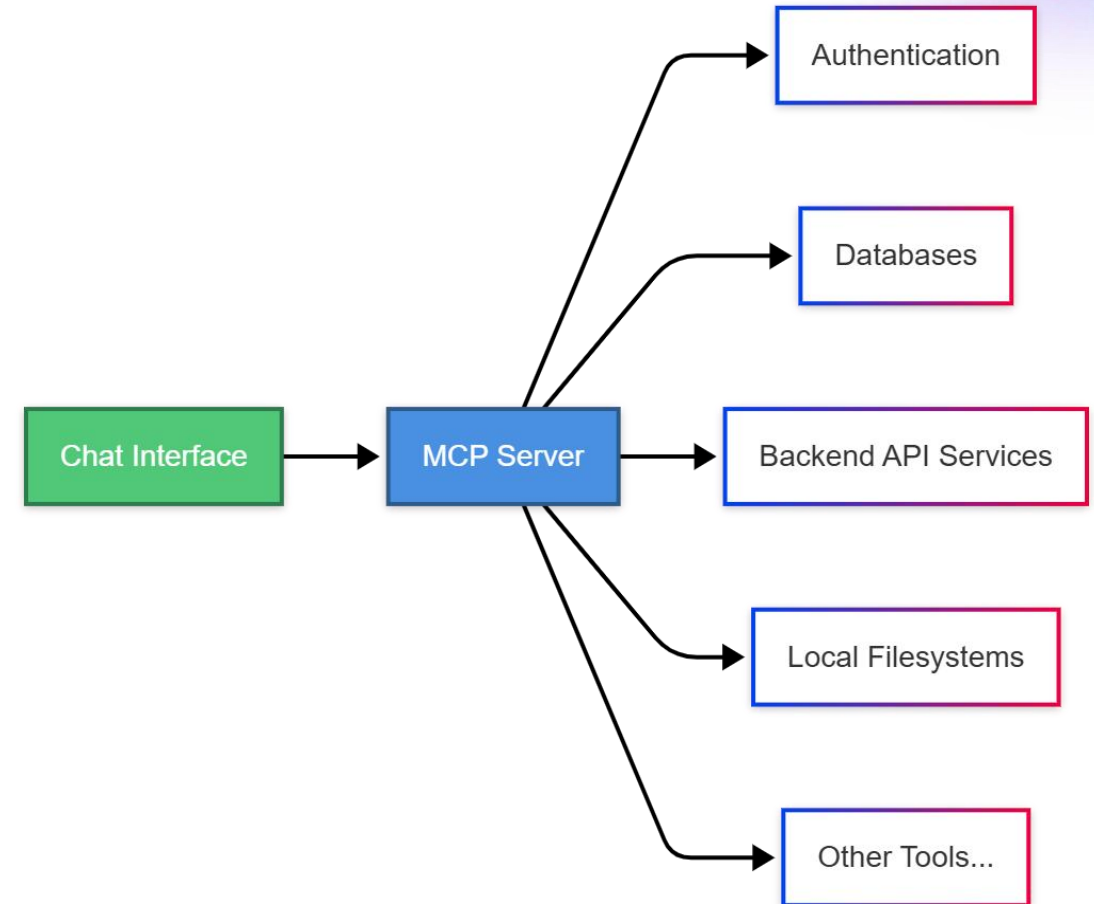 Authentication
Databases
Chat Interface
MCP Server
Backend API Services
Local Filesystems
Other Tools...